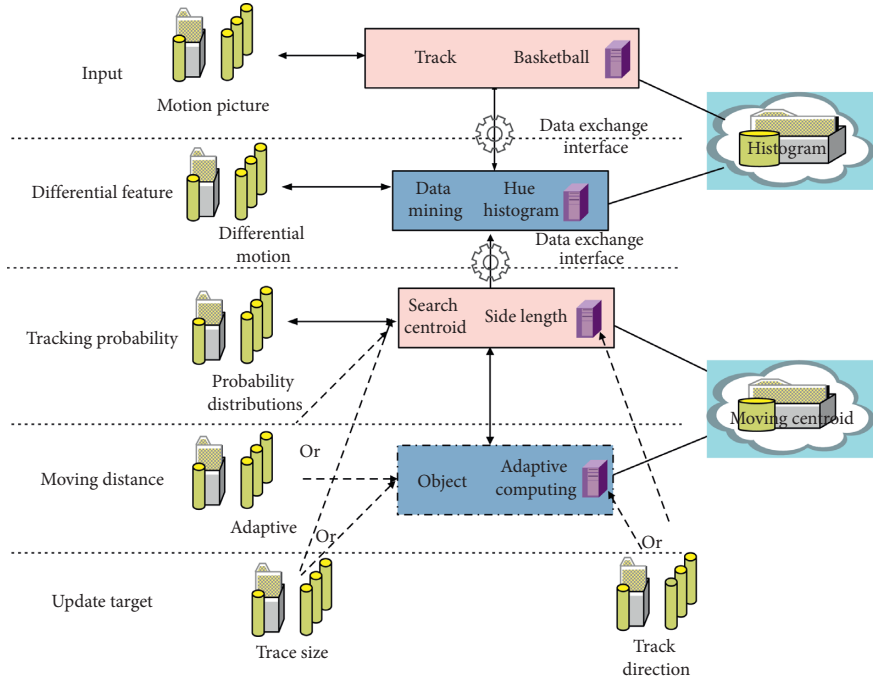 Track Basketball
Input
Motion picture
Data exchange
interface
Histogram
Differential feature
Data
mining
Hue
histogram
Differential
motion
Data exchange
interface
Search
centroid
Side length
Tracking probability
Probability
distributions
Moving centroid
Or
Moving distance
Object
Adaptive
computing
Adaptive
Or
Or
Update target
Trace size
Track
direction